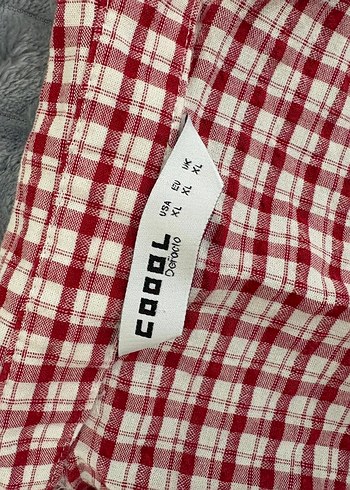 COOOL
DeFacto
USA EU UK
XL XL XL